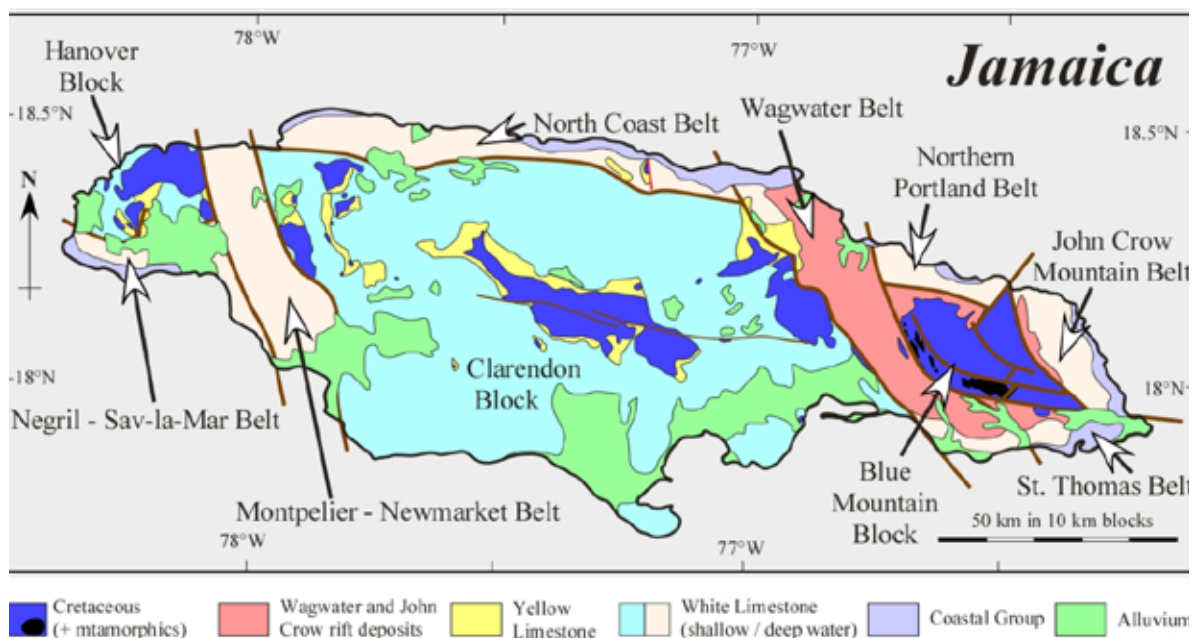 78°W
77°W
Jamaica
Hanover
Block
18.5°N
North Coast Belt
Wagwater Belt
18.5°N
Northern
Portland Belt
N
John Crow
Mountain Belt
18°N
Clarendon
Block
18°N
Negril - Sav-la-Mar Belt
Montpelier - Newmarket Belt
Blue
Mountain
Block
St. Thomas Belt
50 km in 10 km blocks
78°W
77°W
Cretaceous
(+ mtamorphics)
Wagwater and John
Crow rift deposits
Yellow
Limestone
White Limestone
(shallow / deep water)
Coastal Group
Alluvium